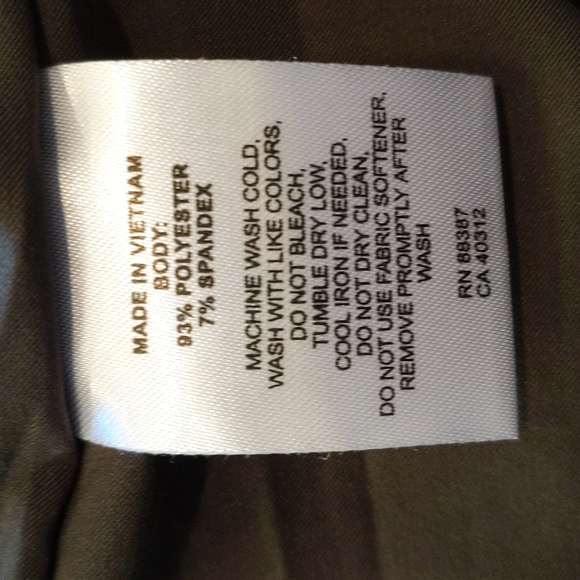 MADE IN VIETNAM
BODY:
93% POLYESTER
7% SPANDEX
MACHINE WASH COLD,
WASH WITH LIKE COLORS,
DO NOT BLEACH,
TUMBLE DRY LOW,
COOL IRON IF NEEDED,
DO NOT DRY CLEAN,
DO NOT USE FABRIC SOFTENER,
REMOVE PROMPTLY AFTER
WASH
RN 88387
CA 40312